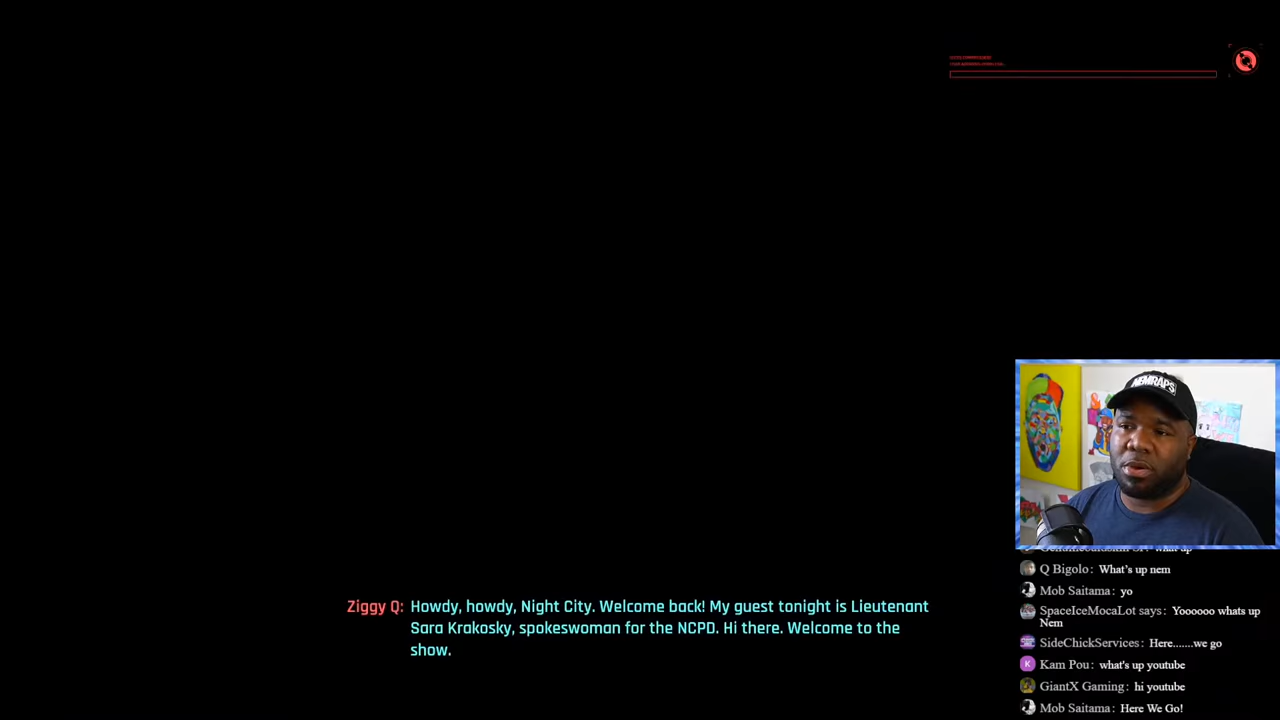 Ziggy Q: Howdy, howdy, Night City. Welcome back! My guest tonight is Lieutenant
Sara Krakosky, spokeswoman for the NCPD. Hi there. Welcome to the
show.
NEMRAPS
what up
Q Bigolo: What's up nem
Mob Saitama: yo
SpaceIceMocaLot says: Yoooooo whats up
Nem
SideChickServices: Here.......we go
Kam Pou: what's up youtube
K
GiantX Gaming: hi youtube
Mob Saitama: Here We Go!